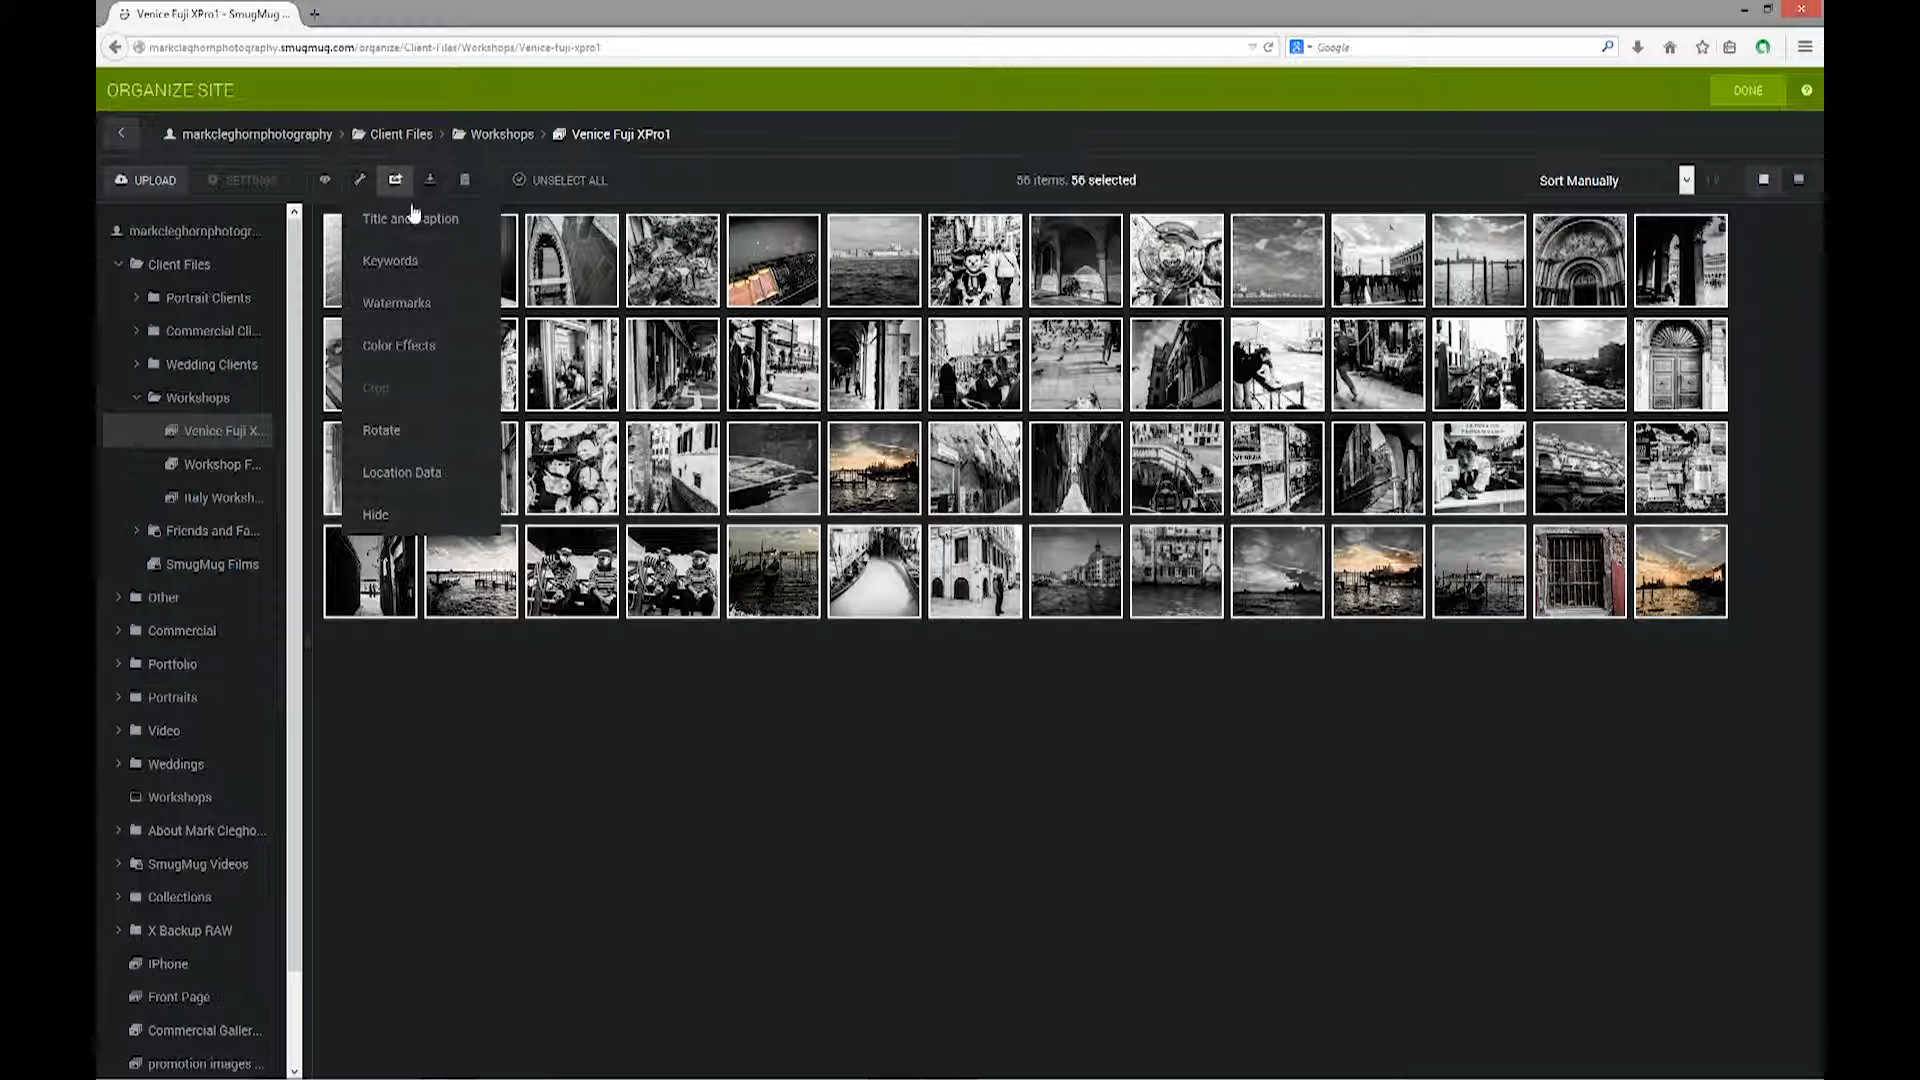 Venice Fuji XPro1 - SmugMug ...
markcleghornphotography.smugmug.com/organize/Client-Files/Workshops/Venice-fuji-xpro1
Google
ORGANIZE SITE
DONE
markcleghornphotography
Client Files
Workshops
Venice Fuji XPro1
UPLOAD
SETTINGS
UNSELECT ALL
56 items, 56 selected
Sort Manually
markcleghornphotogr...
Client Files
Portrait Clients
Commercial Cli...
Wedding Clients
Workshops
Venice Fuji X...
Workshop F...
Italy Worksh...
Friends and Fa...
SmugMug Films
Other
Commercial
Portfolio
Portraits
Video
Weddings
Workshops
About Mark Clegho...
SmugMug Videos
Collections
X Backup RAW
IPhone
Front Page
Commercial Galler...
promotion images ...
Title and Caption
Keywords
Watermarks
Color Effects
Crop
Rotate
Location Data
Hide